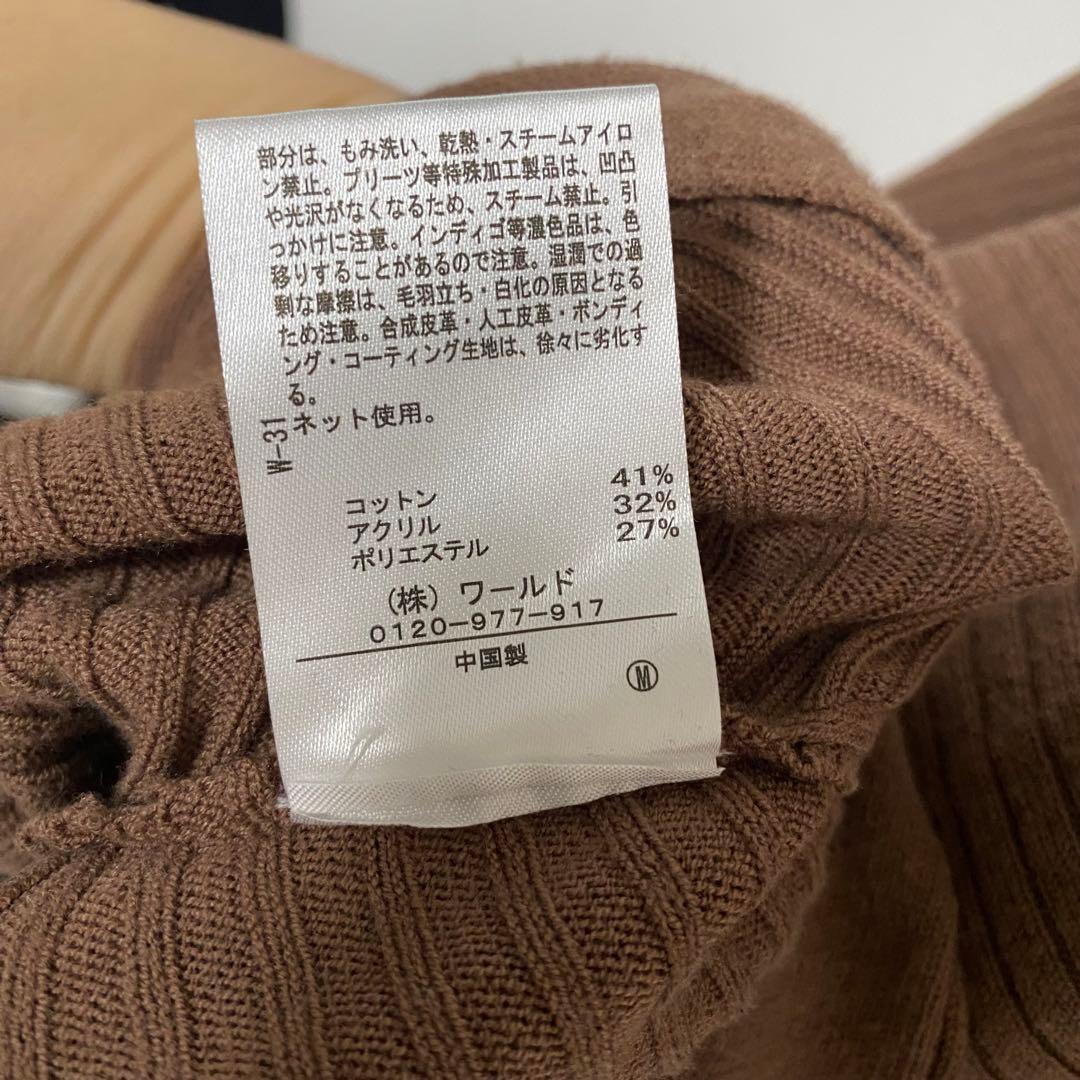 部分は、もみ洗い、乾熱・スチームアイロ
ン禁止。プリーツ等特殊加工製品は、凹凸
や光沢がなくなるため、スチーム禁止。引
っかけに注意。インディゴ等濃色品は、色
移りすることがあるので注意。湿潤での過
剰な摩擦は、毛羽立ち・白化の原因となる
ため注意。合成皮革・人工皮革・ボンディ
ング・コーティング生地は、徐々に劣化す
る。
ネット使用。
W-31
コットン 41%
アクリル 32%
ポリエステル 27%
(株)ワールド
0120-977-917
中国製
M